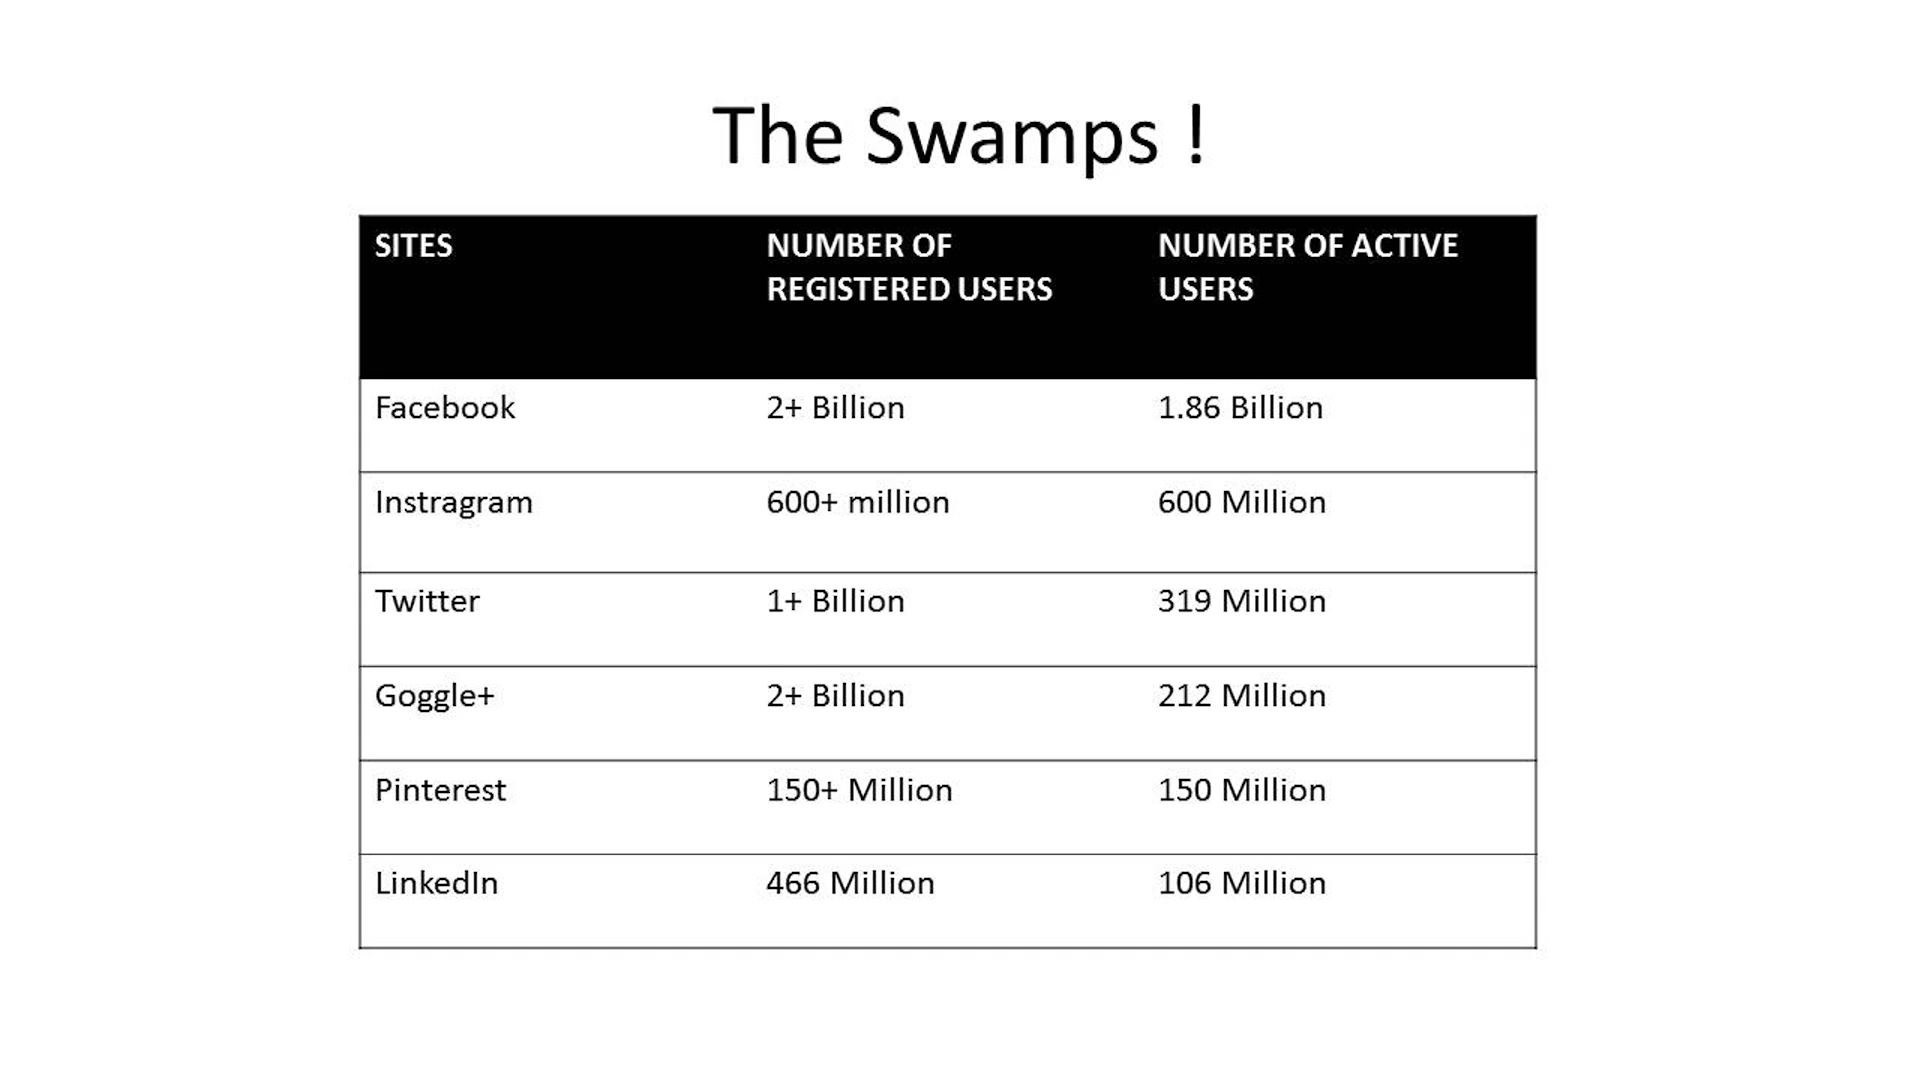 The Swamps !
SITES
NUMBER OF
REGISTERED USERS
NUMBER OF ACTIVE
USERS
Facebook
2+ Billion
1.86 Billion
Instragram
600+ million
600 Million
Twitter
1+ Billion
319 Million
Goggle+
2+ Billion
212 Million
Pinterest
150+ Million
150 Million
LinkedIn
466 Million
106 Million